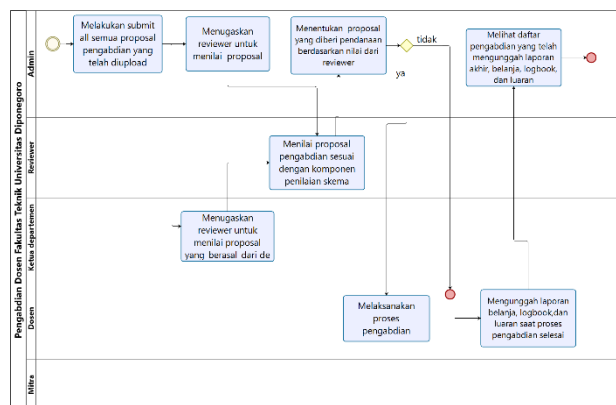 Pengabdian Dosen Fakultas Teknik Universitas Diponegoro
Admin
Melakukan submit
all semua proposal
pengabdian yang
telah diupload
Menugaskan
reviewer untuk
menilai proposal
Menentukan proposal
yang diberi pendanaan
berdasarkan nilai dari
reviewer
tidak
ya
Melihat daftar
pengabdian yang telah
mengunggah laporan
akhir, belanja, logbook,
dan luaran
Reviewer
Menilai proposal
pengabdian sesuai
dengan komponen
penilaian skema
Ketua departemen
Menugaskan
reviewer untuk
menilai proposal
yang berasal dari de
Dosen
Melaksanakan
proses
pengabdian
Mengunggah laporan
belanja, logbook,dan
luaran saat proses
pengabdian selesai
Mitra